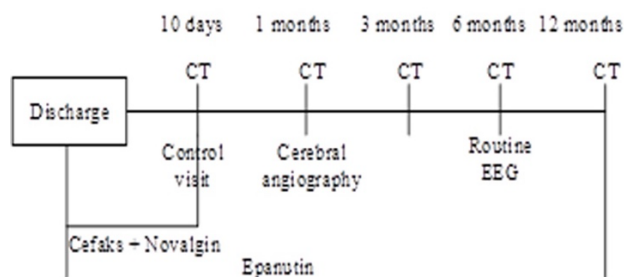 10 days 1 months 3 months 6 months 12 months
CT CT CT CT CT
Discharge
Control visit
Cerebral angiography
Routine EEG
Cefaks + Novalgin
Epanutin